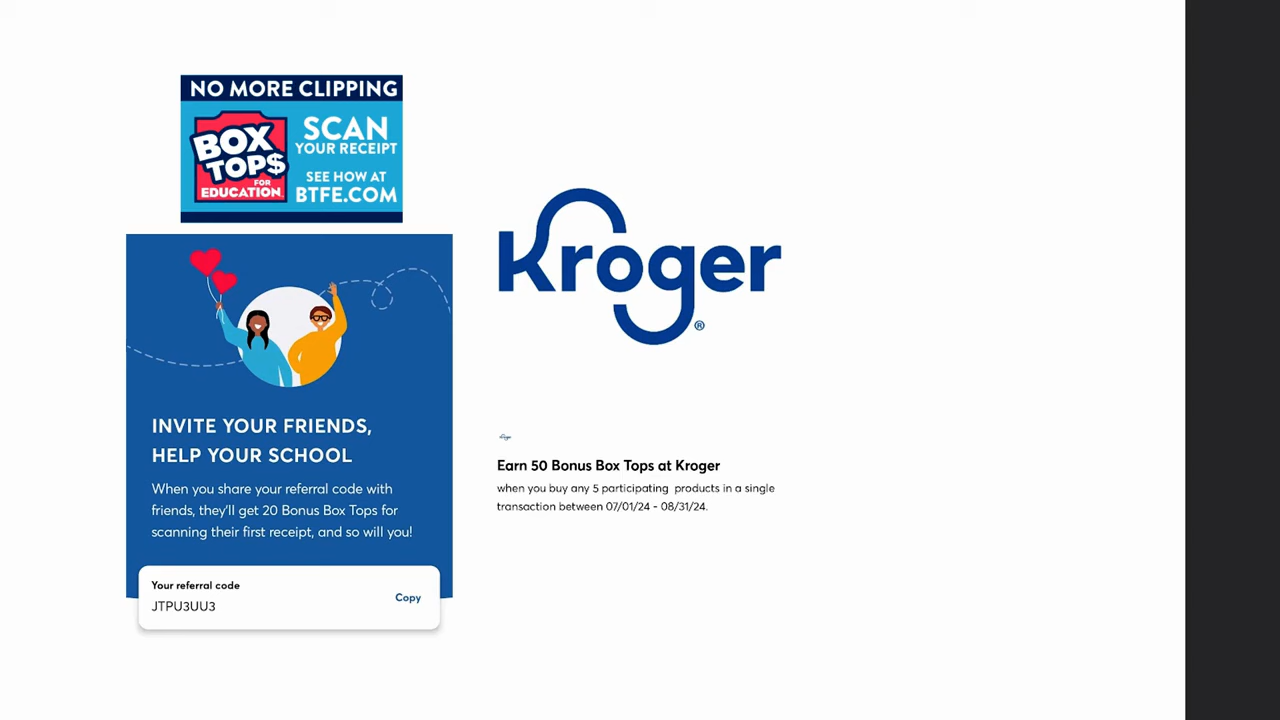 NO MORE CLIPPING
BOX
TOP$
FOR
EDUCATION
SCAN
YOUR RECEIPT
SEE HOW AT
BTFE.COM
INVITE YOUR FRIENDS,
HELP YOUR SCHOOL
When you share your referral code with
friends, they'll get 20 Bonus Box Tops for
scanning their first receipt, and so will you!
Your referral code
JTPU3UU3
Copy
Kroger
®
Kroger
Earn 50 Bonus Box Tops at Kroger
when you buy any 5 participating products in a single
transaction between 07/01/24 - 08/31/24.